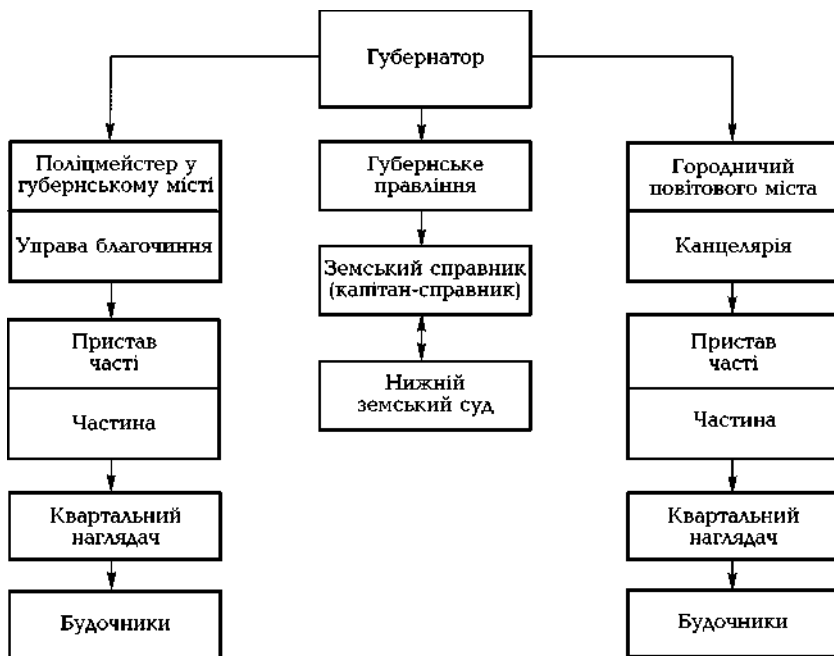 Губернатор
Поліцмейстер у
губернському місті
Управа благочиння
Пристав
часті
Частина
Квартальний
наглядач
Будочники
Губернське
правління
Земський справник
(капітан-справник)
Нижній
земський суд
Городничий
повітового міста
Канцелярія
Пристав
часті
Частина
Квартальний
наглядач
Будочники